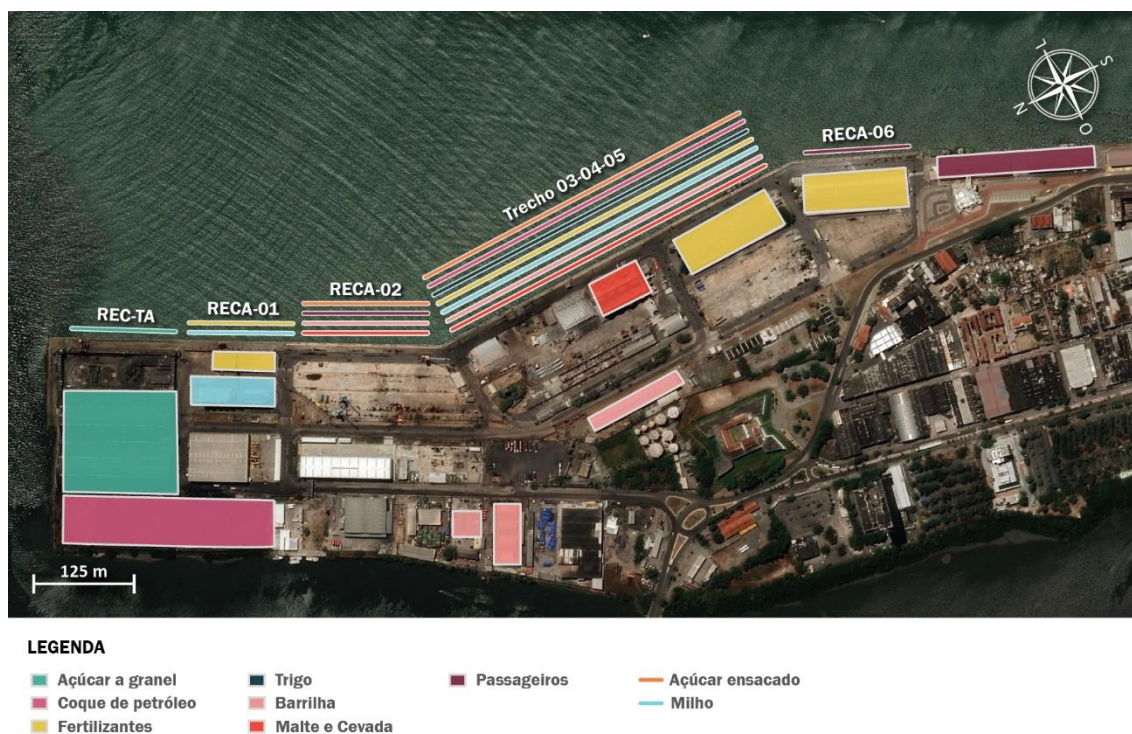 L
S
N
O
RECA-06
Trecho 03-04-05
RECA-02
RECA-01
REC-TA
125 m
LEGENDA
Açúcar a granel
Trigo
Passageiros
Açúcar ensacado
Coque de petróleo
Barrilha
Milho
Fertilizantes
Malte e Cevada